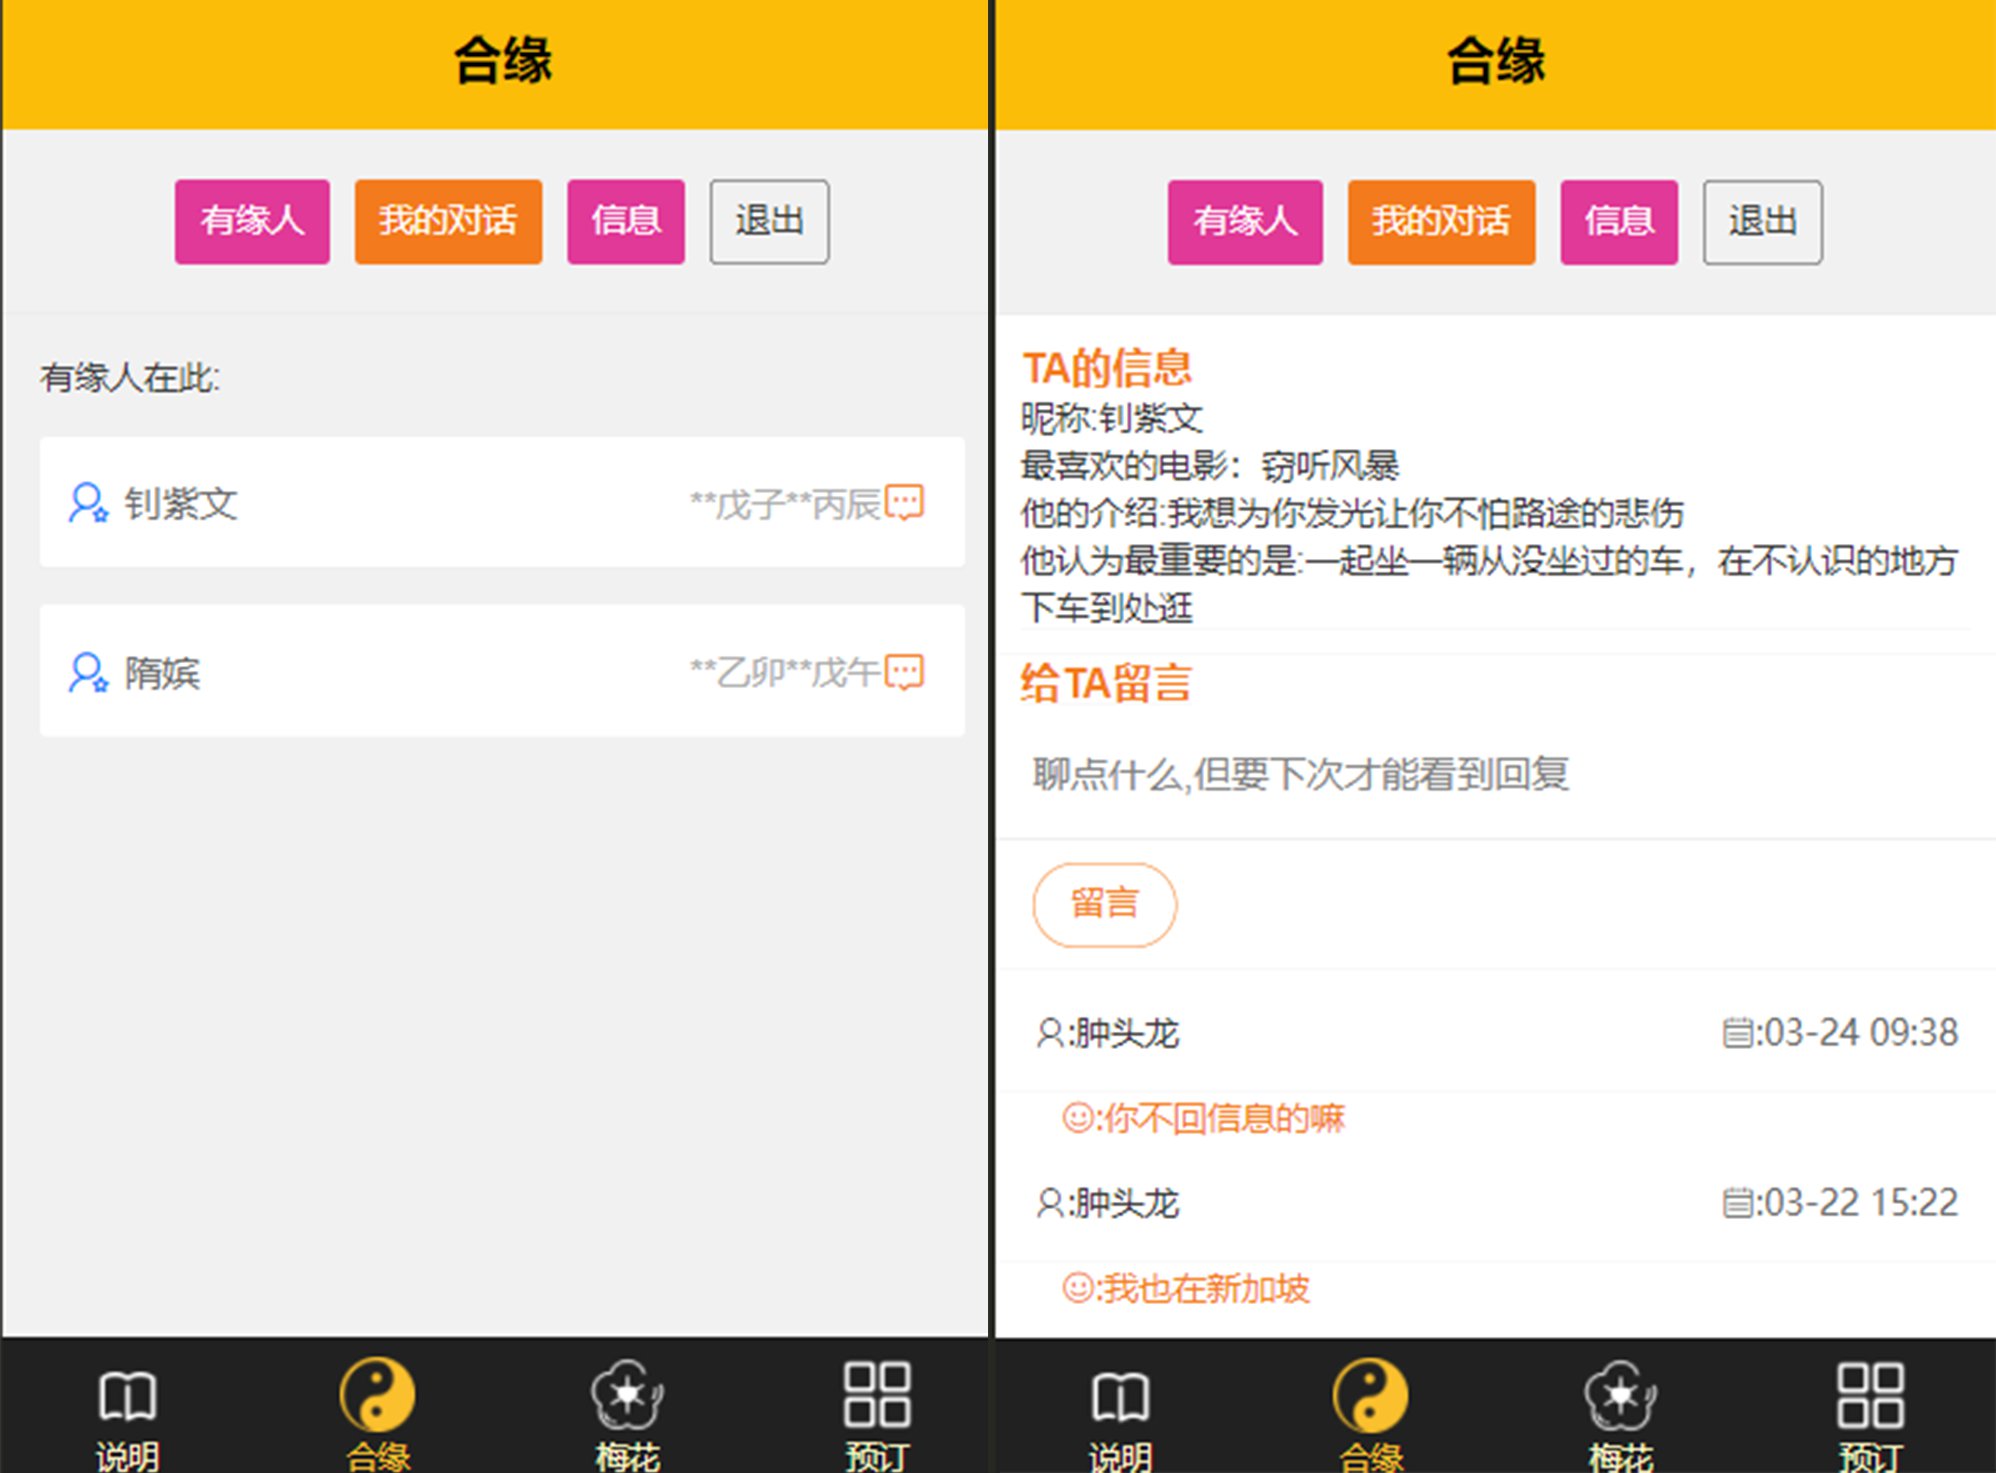 合缘
有缘人 我的对话 信息 退出
有缘人在此:
钊紫文 **戊子**丙辰
隋嫔 **乙卯**戊午
说明 合缘 梅花 预订
合缘
有缘人 我的对话 信息 退出
TA的信息
昵称:钊紫文
最喜欢的电影：窃听风暴
他的介绍:我想为你发光让你不怕路途的悲伤
他认为最重要的是:一起坐一辆从没坐过的车，在不认识的地方
下车到处逛
给TA留言
聊点什么,但要下次才能看到回复
留言
:肿头龙 :03-24 09:38
:你不回信息的嘛
:肿头龙 :03-22 15:22
:我也在新加坡
说明 合缘 梅花 预订